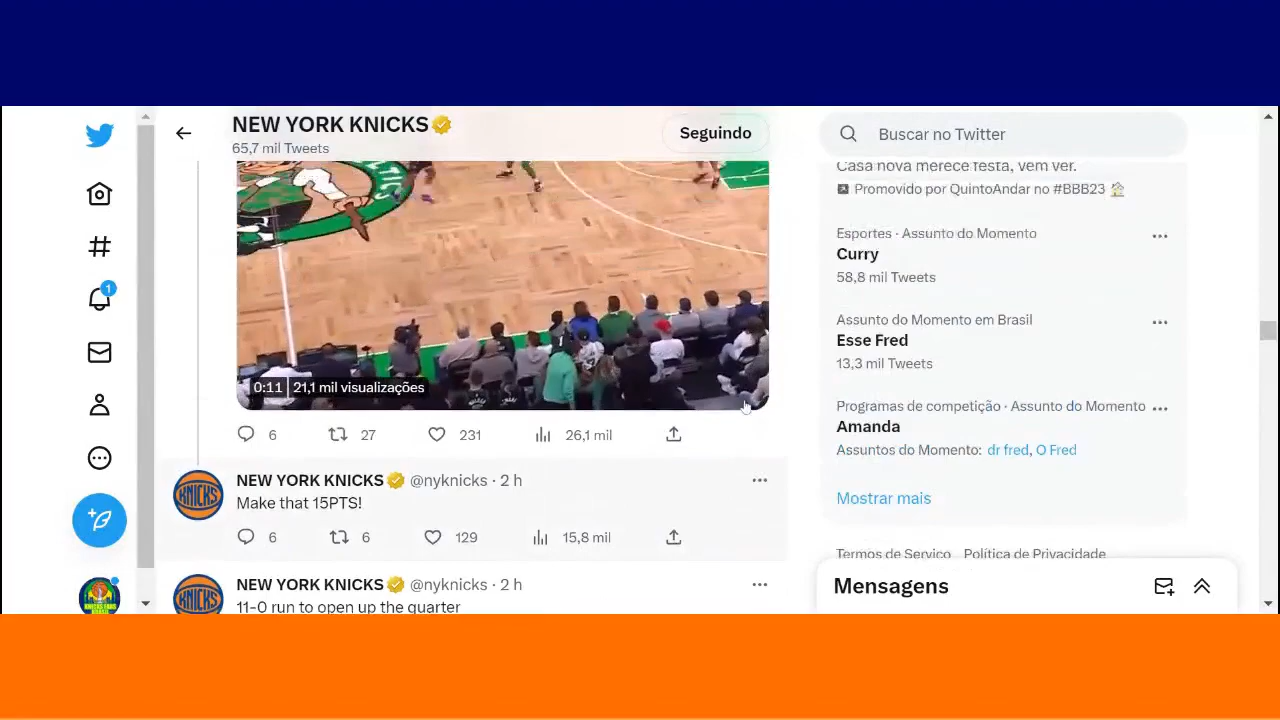 NEW YORK KNICKS
65,7 mil Tweets
Seguindo
CELTICS
0:11 21,1 mil visualizações
6 27 231 26,1 mil
KNICKS
NEW YORK KNICKS @nyknicks · 2 h
Make that 15PTS!
6 6 129 15,8 mil
KNICKS
NEW YORK KNICKS @nyknicks · 2 h
11-0 run to open up the quarter
1
Buscar no Twitter
Casa nova merece festa, vem ver.
Promovido por QuintoAndar no #BBB23
Esportes · Assunto do Momento
Curry
58,8 mil Tweets
Assunto do Momento em Brasil
Esse Fred
13,3 mil Tweets
Programas de competição · Assunto do Momento
Amanda
Assuntos do Momento: dr fred, O Fred
Mostrar mais
Termos de Serviço Política de Privacidade
Mensagens